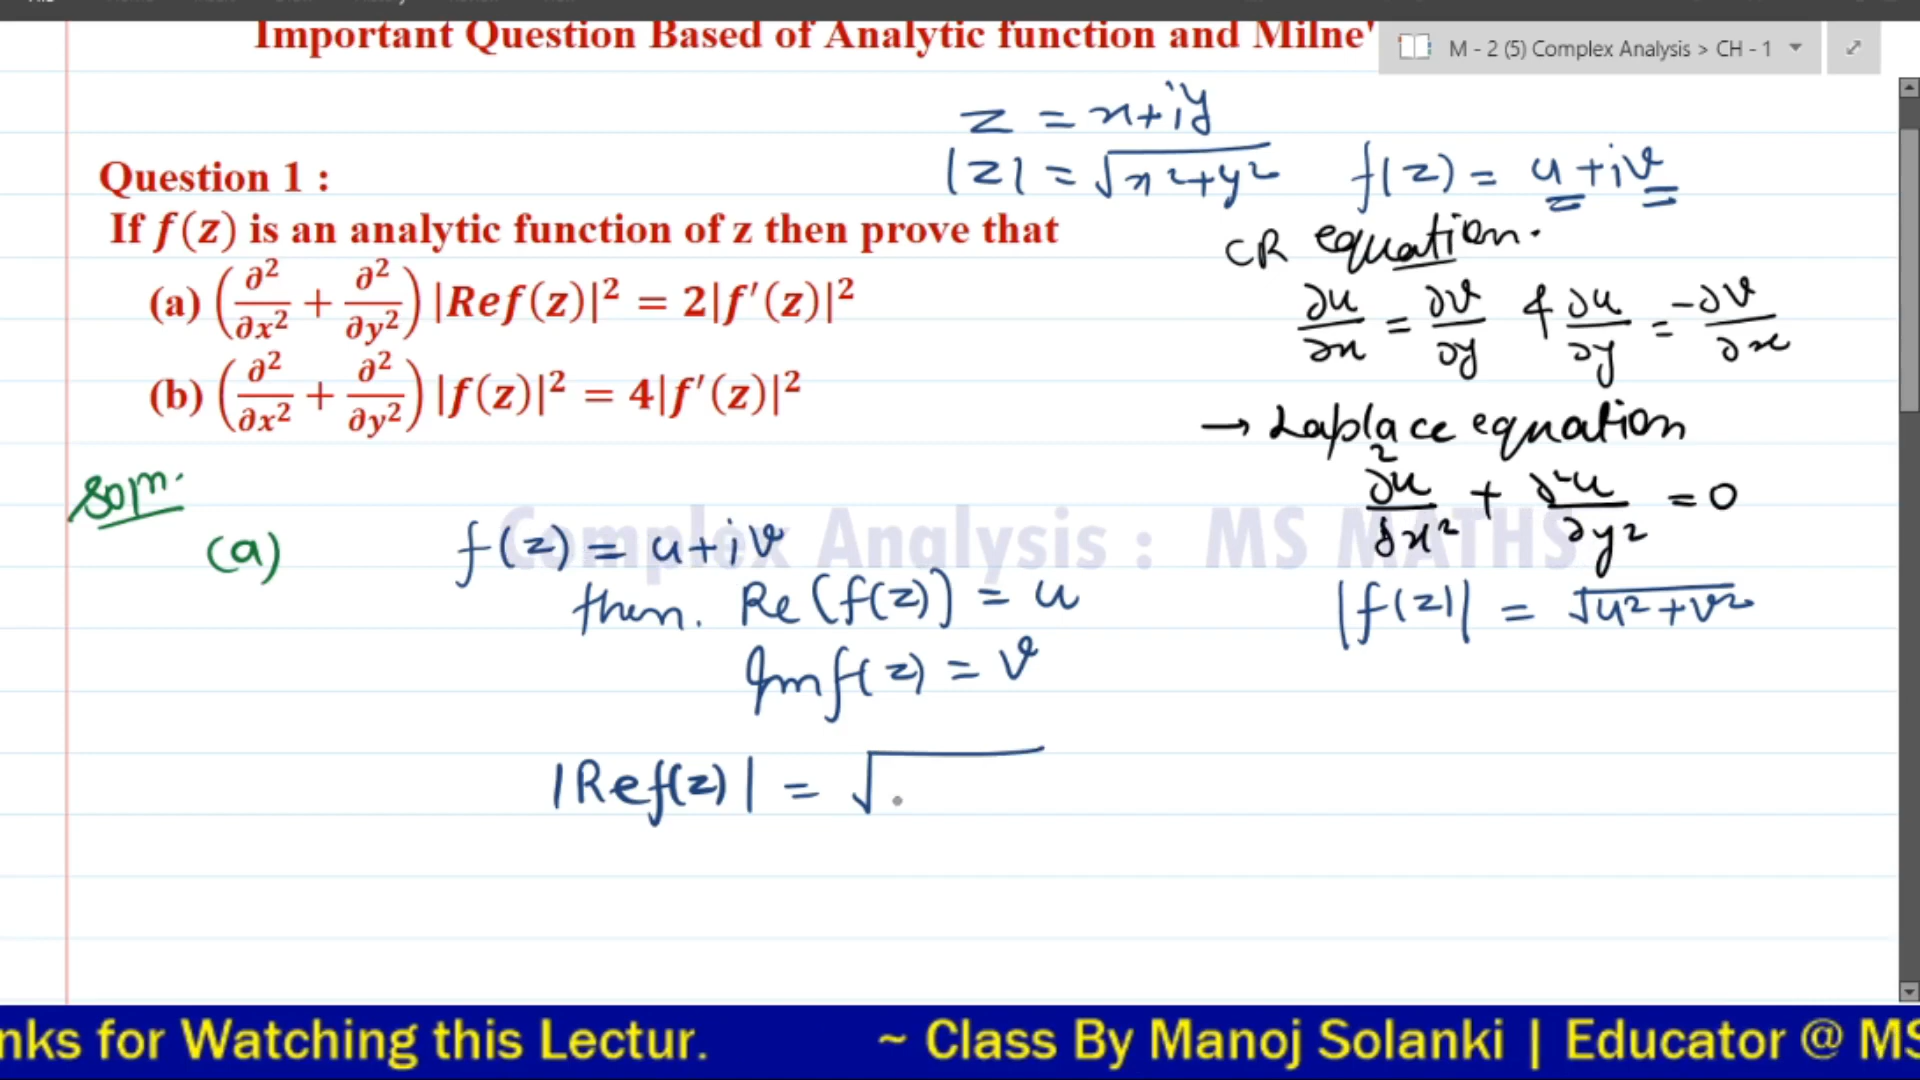 Important Question Based of Analytic function and Milne'
M - 2 (5) Complex Analysis > CH - 1
z = x+iy
|z| = √x²+y²    f(z) = u+iv
Question 1 :
If f(z) is an analytic function of z then prove that
CR equation.
(a) (∂²/∂x² + ∂²/∂y²) |Ref(z)|² = 2|f′(z)|²
∂u/∂x = ∂v/∂y & ∂u/∂y = -∂v/∂x
(b) (∂²/∂x² + ∂²/∂y²) |f(z)|² = 4|f′(z)|²
→ Laplace equation
∂²u/∂x² + ∂²u/∂y² = 0
Soln.
(a) f(z) = u+iv
Complex Analysis : MS MATHS
then. Re(f(z)) = u
|f(z)| = √u²+v²
Imf(z) = v
|Ref(z)| = √
nks for Watching this Lectur. ~ Class By Manoj Solanki | Educator @ MS